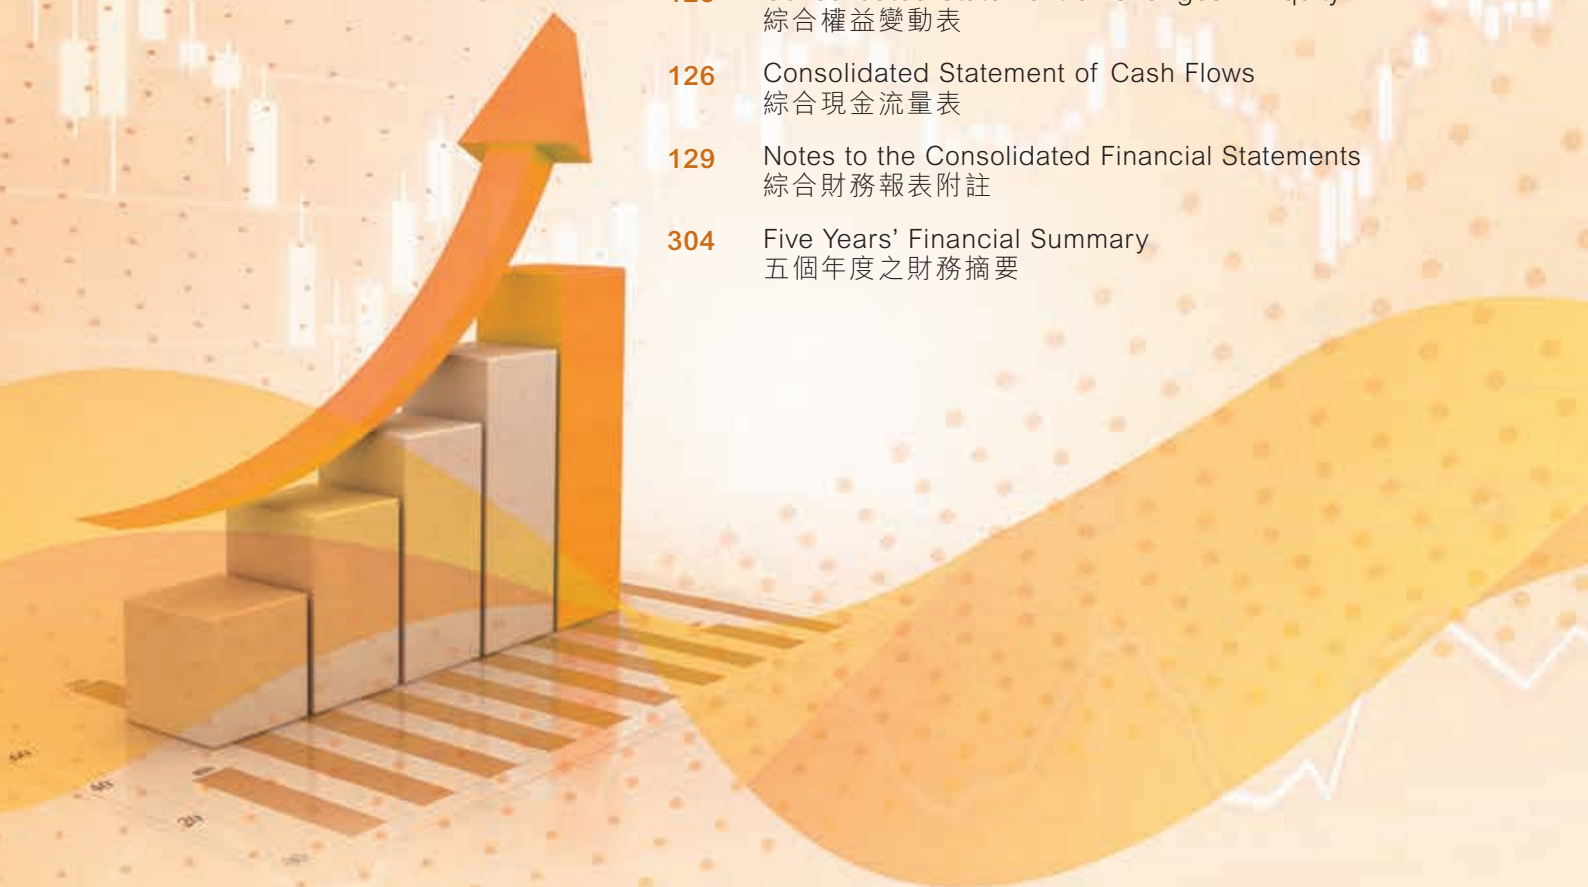 綜合權益變動表
126 Consolidated Statement of Cash Flows
綜合現金流量表
129 Notes to the Consolidated Financial Statements
綜合財務報表附註
304 Five Years’ Financial Summary
五個年度之財務摘要